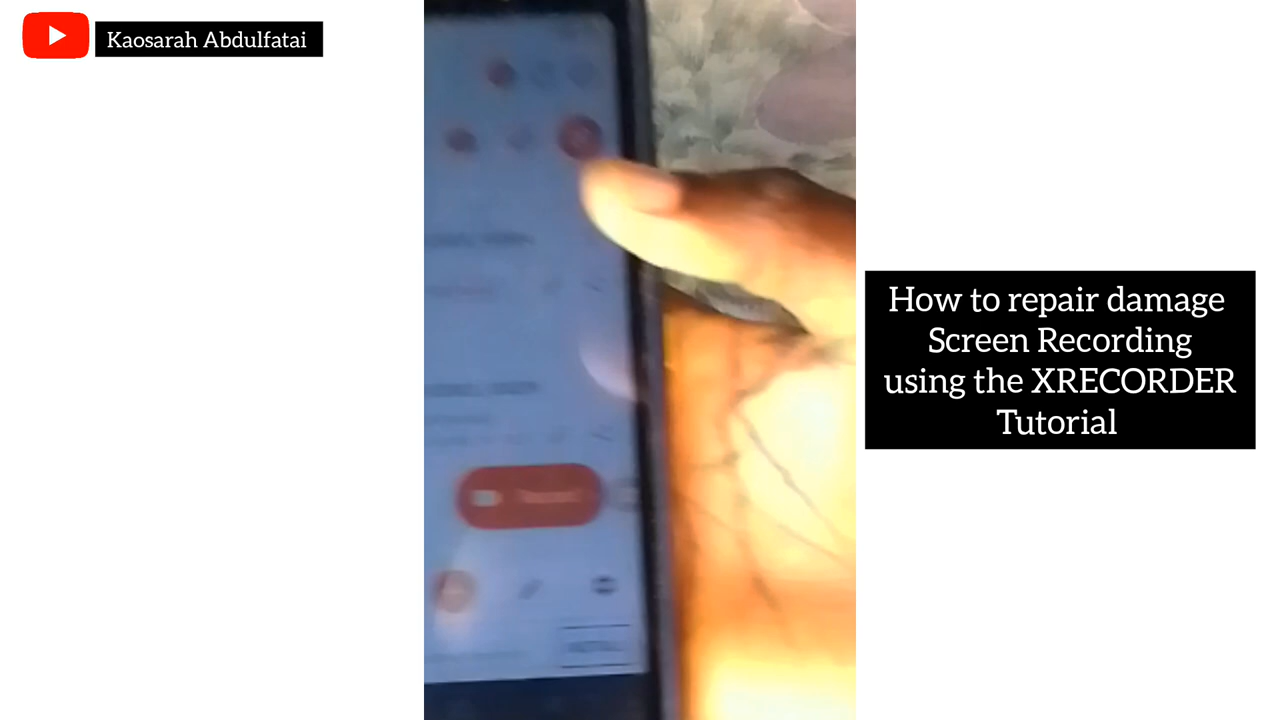 Kaosarah Abdulfatai
How to repair damage
Screen Recording
using the XRECORDER
Tutorial